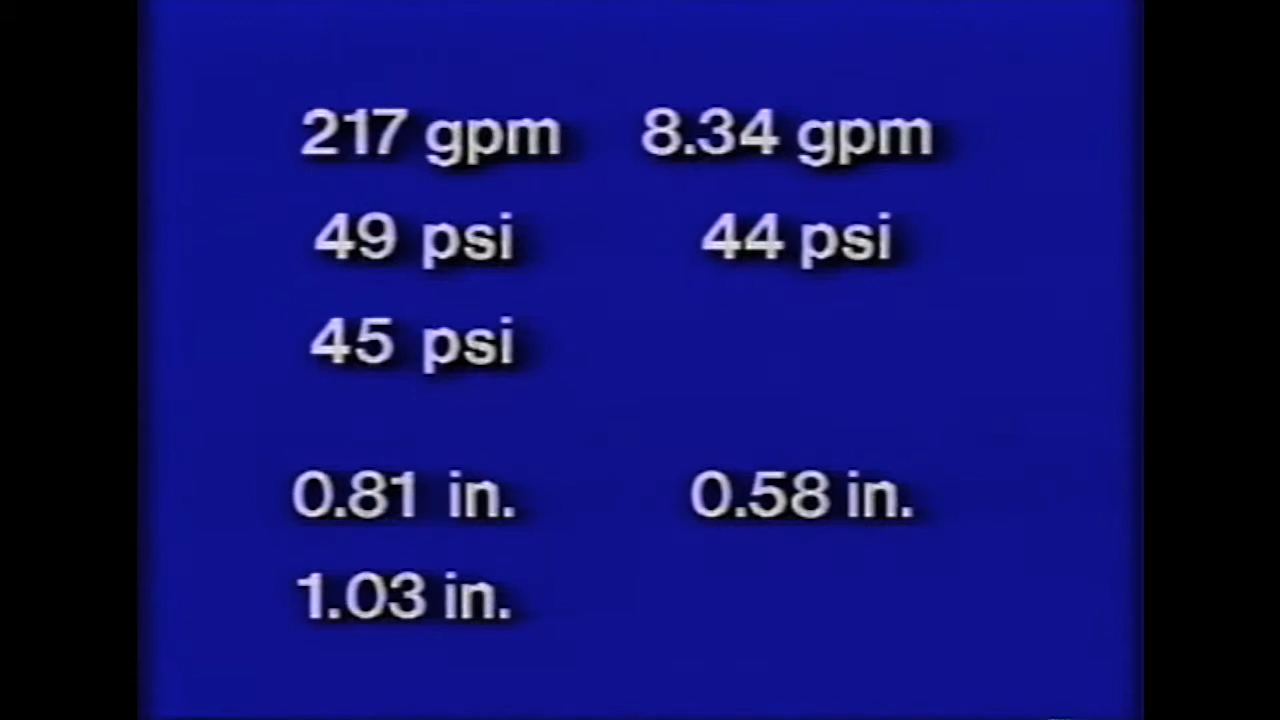 217 gpm 8.34 gpm
49 psi 44 psi
45 psi
0.81 in. 0.58 in.
1.03 in.